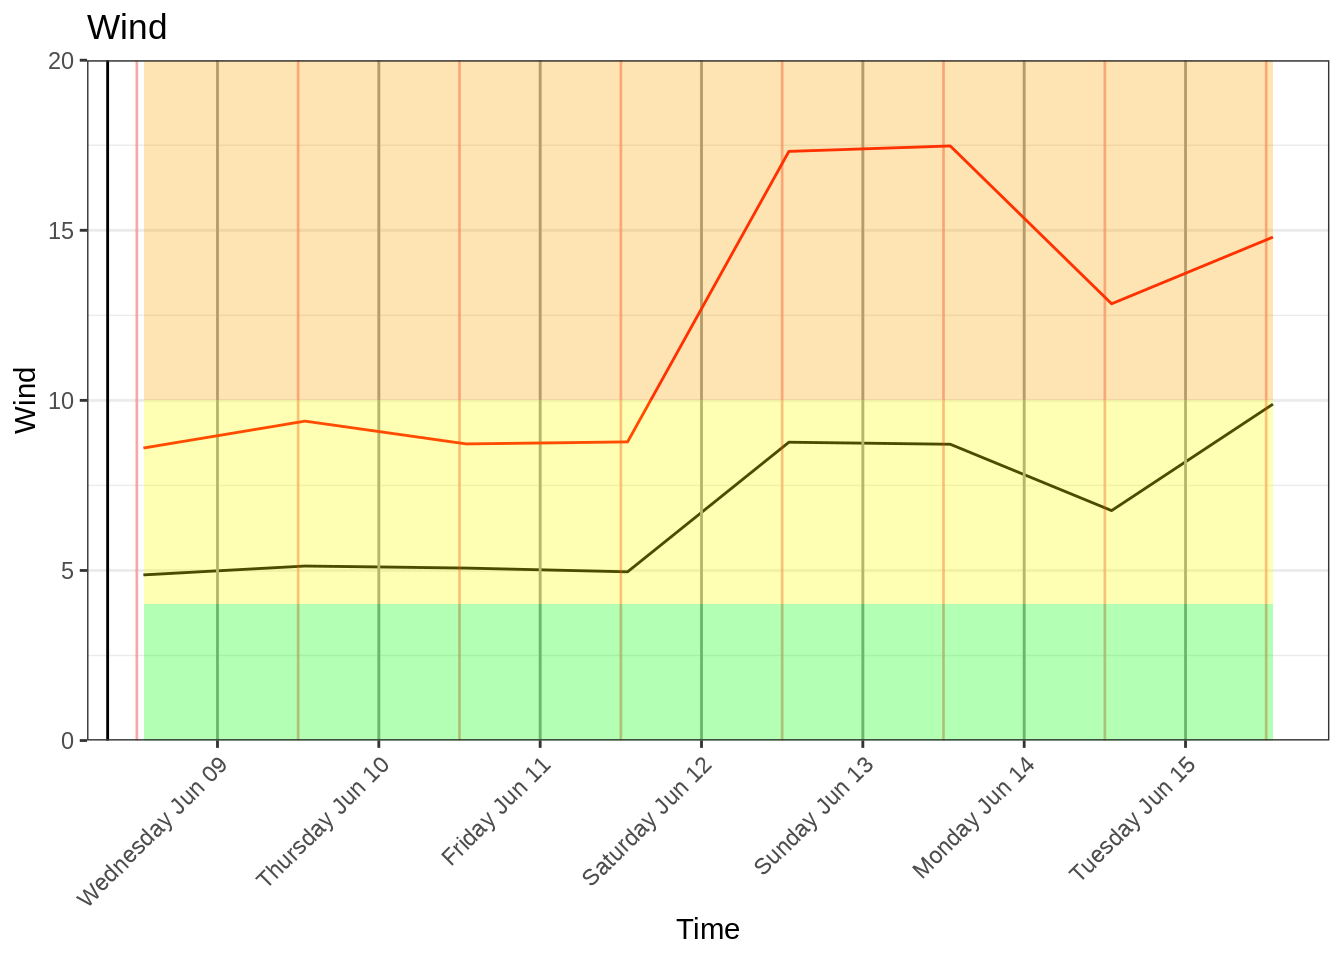 Wind
Wind
20
15
10
5
0
Wednesday Jun 09
Thursday Jun 10
Friday Jun 11
Saturday Jun 12
Sunday Jun 13
Monday Jun 14
Tuesday Jun 15
Time